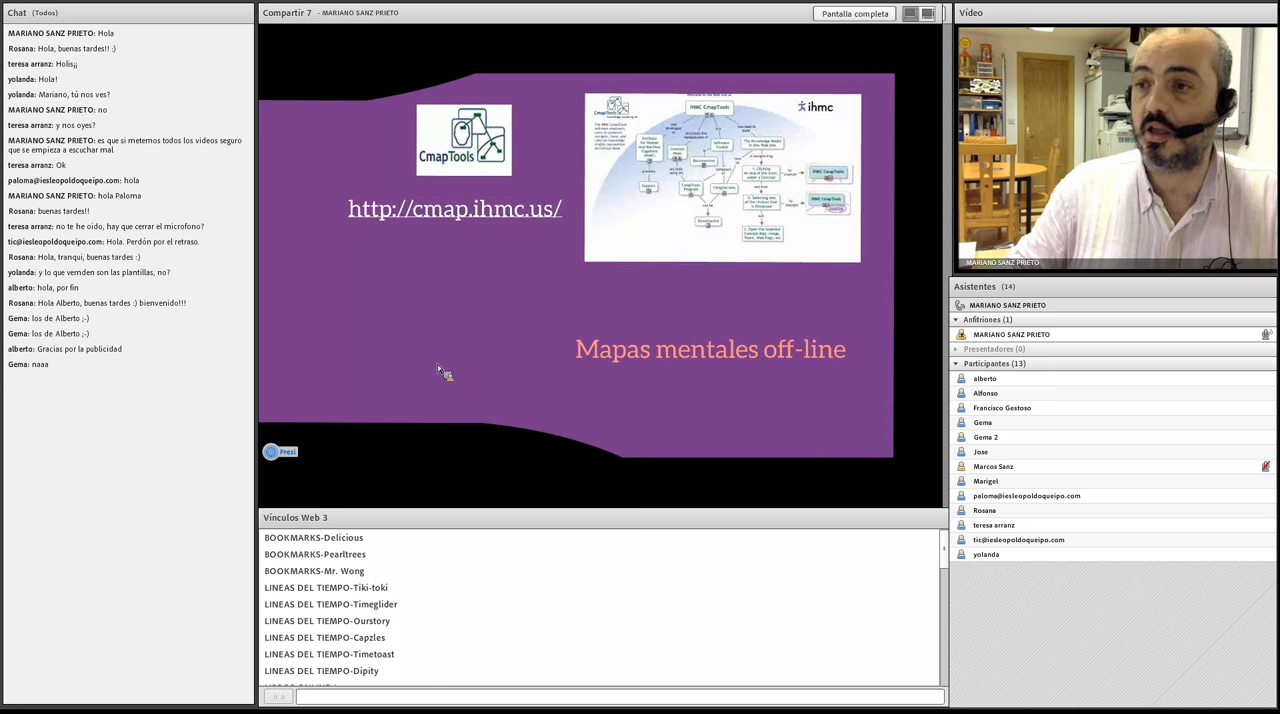 Chat (Todos)
MARIANO SANZ PRIETO: Hola
Rosana: Hola, buenas tardes!! :)
teresa arranz: Holis¡¡
yolanda: Hola!
yolanda: Mariano, tú nos ves?
MARIANO SANZ PRIETO: no
teresa arranz: y nos oyes?
MARIANO SANZ PRIETO: es que si metemos todos las videos seguro
que se empieza a escuchar mal
teresa arranz: Ok
paloma@iesleopoldoqueipo.com: hola
MARIANO SANZ PRIETO: hola Paloma
Rosana: buenas tardes!!
teresa arranz: no te he oido, hay que cerrar el microfono?
tic@iesleopoldoqueipo.com: Hola. Perdón por el retraso.
Rosana: Hola, tranqui, buenas tardes :)
yolanda: y lo que vernden son las plantillas, no?
alberto: hola, por fin
Rosana: Hola Alberto, buenas tardes :) bienvenido!!!
Gema: los de Alberto ;-)
Gema: los de Alberto ;-)
alberto: Gracias por la publicidad
Gema: naaa
Compartir 7 - MARIANO SANZ PRIETO
Pantalla completa
CmapTools
http://cmap.ihmc.us/
IHMC CmapTools
ihmc
Mapas mentales off-line
Prezi
Vínculos Web 3
BOOKMARKS-Delicious
BOOKMARKS-Pearltrees
BOOKMARKS-Mr. Wong
LINEAS DEL TIEMPO-Tiki-toki
LINEAS DEL TIEMPO-Timeglider
LINEAS DEL TIEMPO-Ourstory
LINEAS DEL TIEMPO-Capzles
LINEAS DEL TIEMPO-Timetoast
LINEAS DEL TIEMPO-Dipity
Ir a
Vídeo
MARIANO SANZ PRIETO
Asistentes (14)
MARIANO SANZ PRIETO
Anfitriones (1)
MARIANO SANZ PRIETO
Presentadores (0)
Participantes (13)
alberto
Alfonso
Francisco Gestoso
Gema
Gema 2
Jose
Marcos Sanz
Marigel
paloma@iesleopoldoqueipo.com
Rosana
teresa arranz
tic@iesleopoldoqueipo.com
yolanda